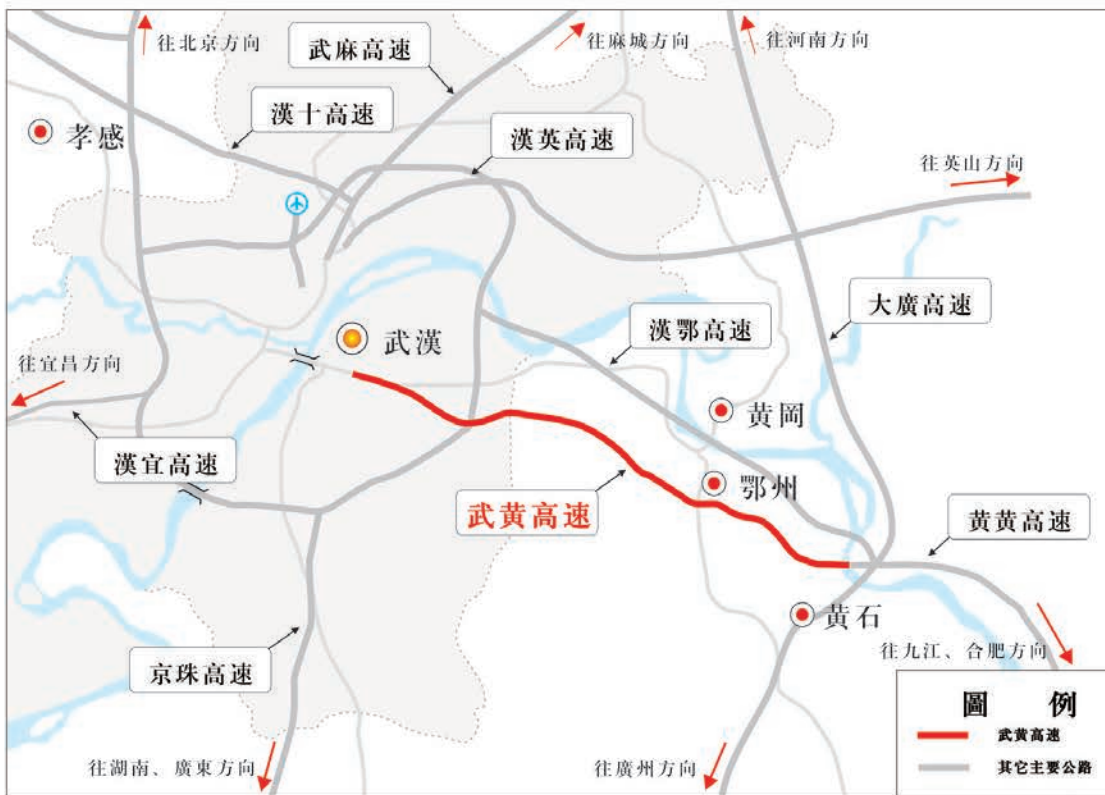 往北京方向
武麻高速
往麻城方向
往河南方向
漢十高速
孝感
漢英高速
往英山方向
大廣高速
漢鄂高速
武漢
往宜昌方向
黄岡
漢宜高速
鄂州
武黄高速
黄黄高速
黄石
往九江、合肥方向
京珠高速
往湖南、廣東方向
往廣州方向
圖 例
武黄高速
其它主要公路